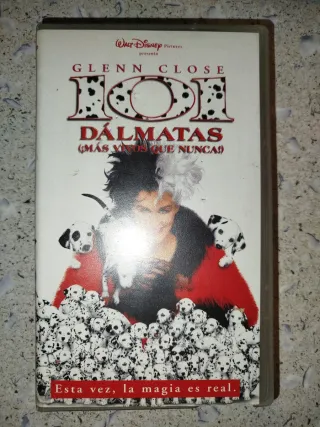 Walt Disney Pictures
presenta
GLENN CLOSE
101
DÁLMATAS
(¡MÁS VIVOS QUE NUNCA!)
Esta vez, la magia es real.